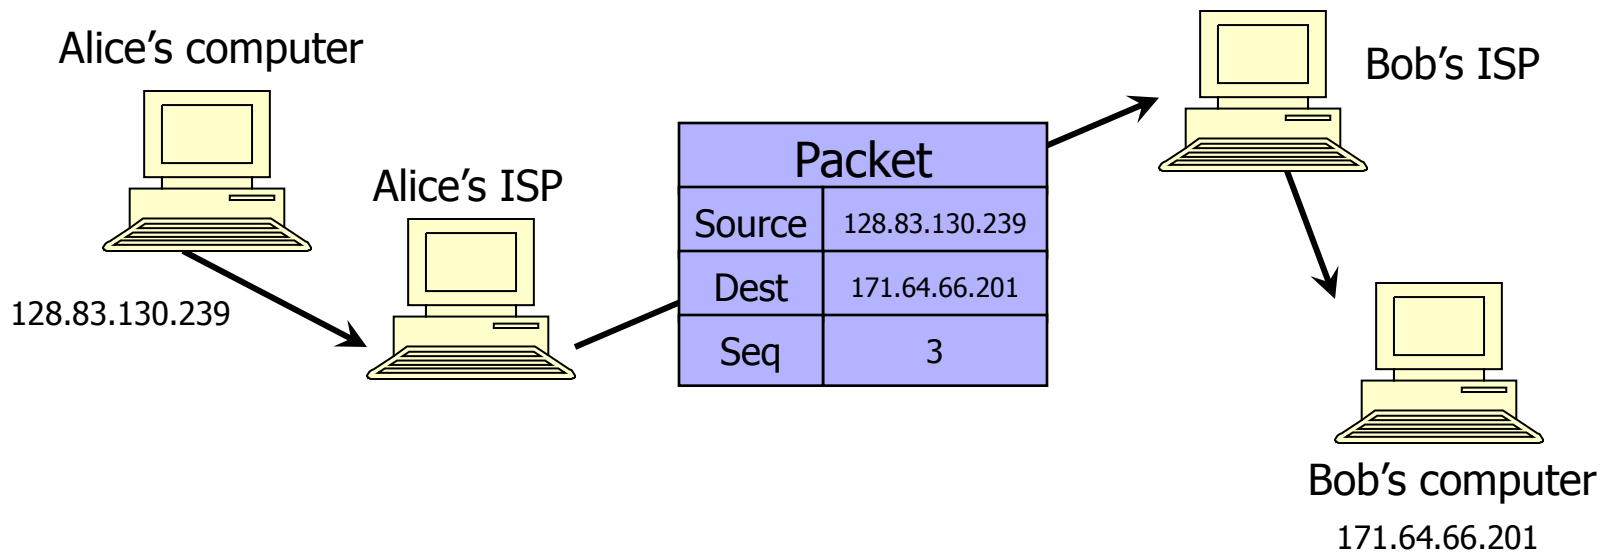 Alice’s computer
128.83.130.239
Alice’s ISP
Packet
Source 128.83.130.239
Dest 171.64.66.201
Seq 3
Bob’s ISP
Bob’s computer
171.64.66.201